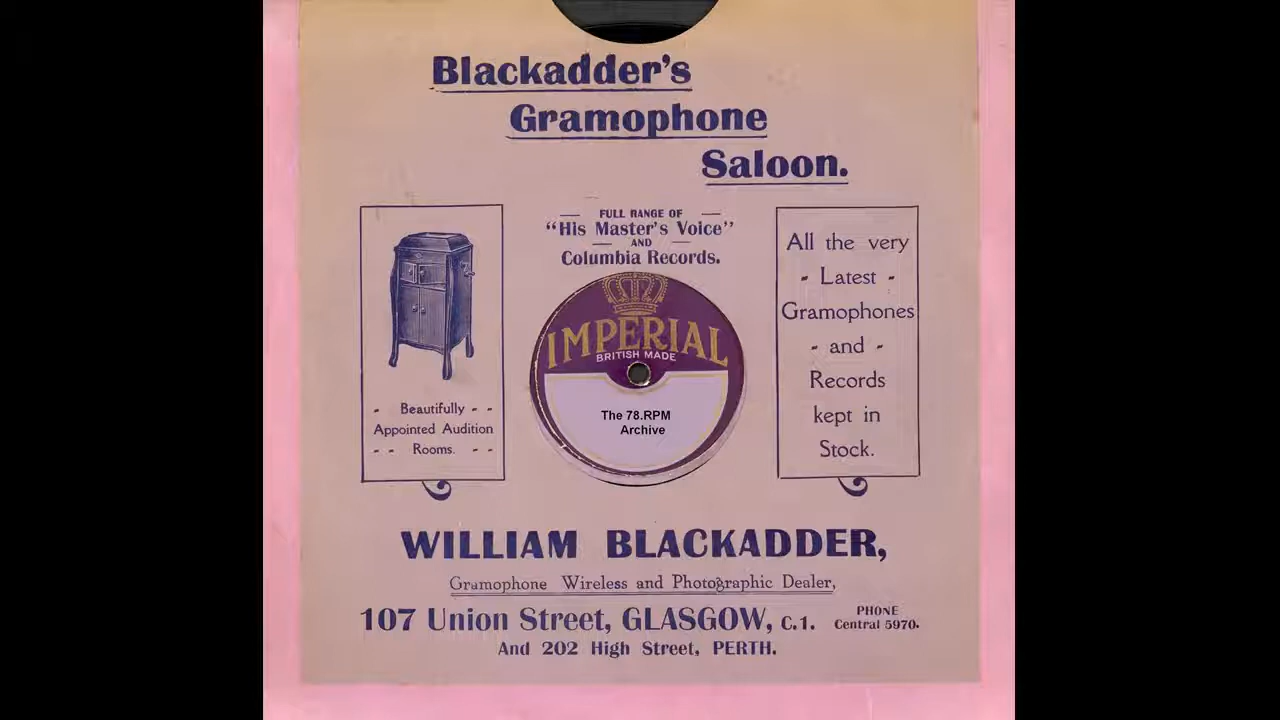 Blackadder's
Gramophone
Saloon.
FULL RANGE OF
"His Master's Voice"
AND
Columbia Records.
- Beautifully - -
Appointed Audition
- - Rooms. - -
IMPERIAL
BRITISH MADE
The 78.RPM
Archive
All the very
- Latest -
Gramophones
- and -
Records
kept in
Stock.
WILLIAM BLACKADDER,
Gramophone Wireless and Photographic Dealer,
107 Union Street, GLASGOW, C.1.
PHONE
Central 5970.
And 202 High Street, PERTH.